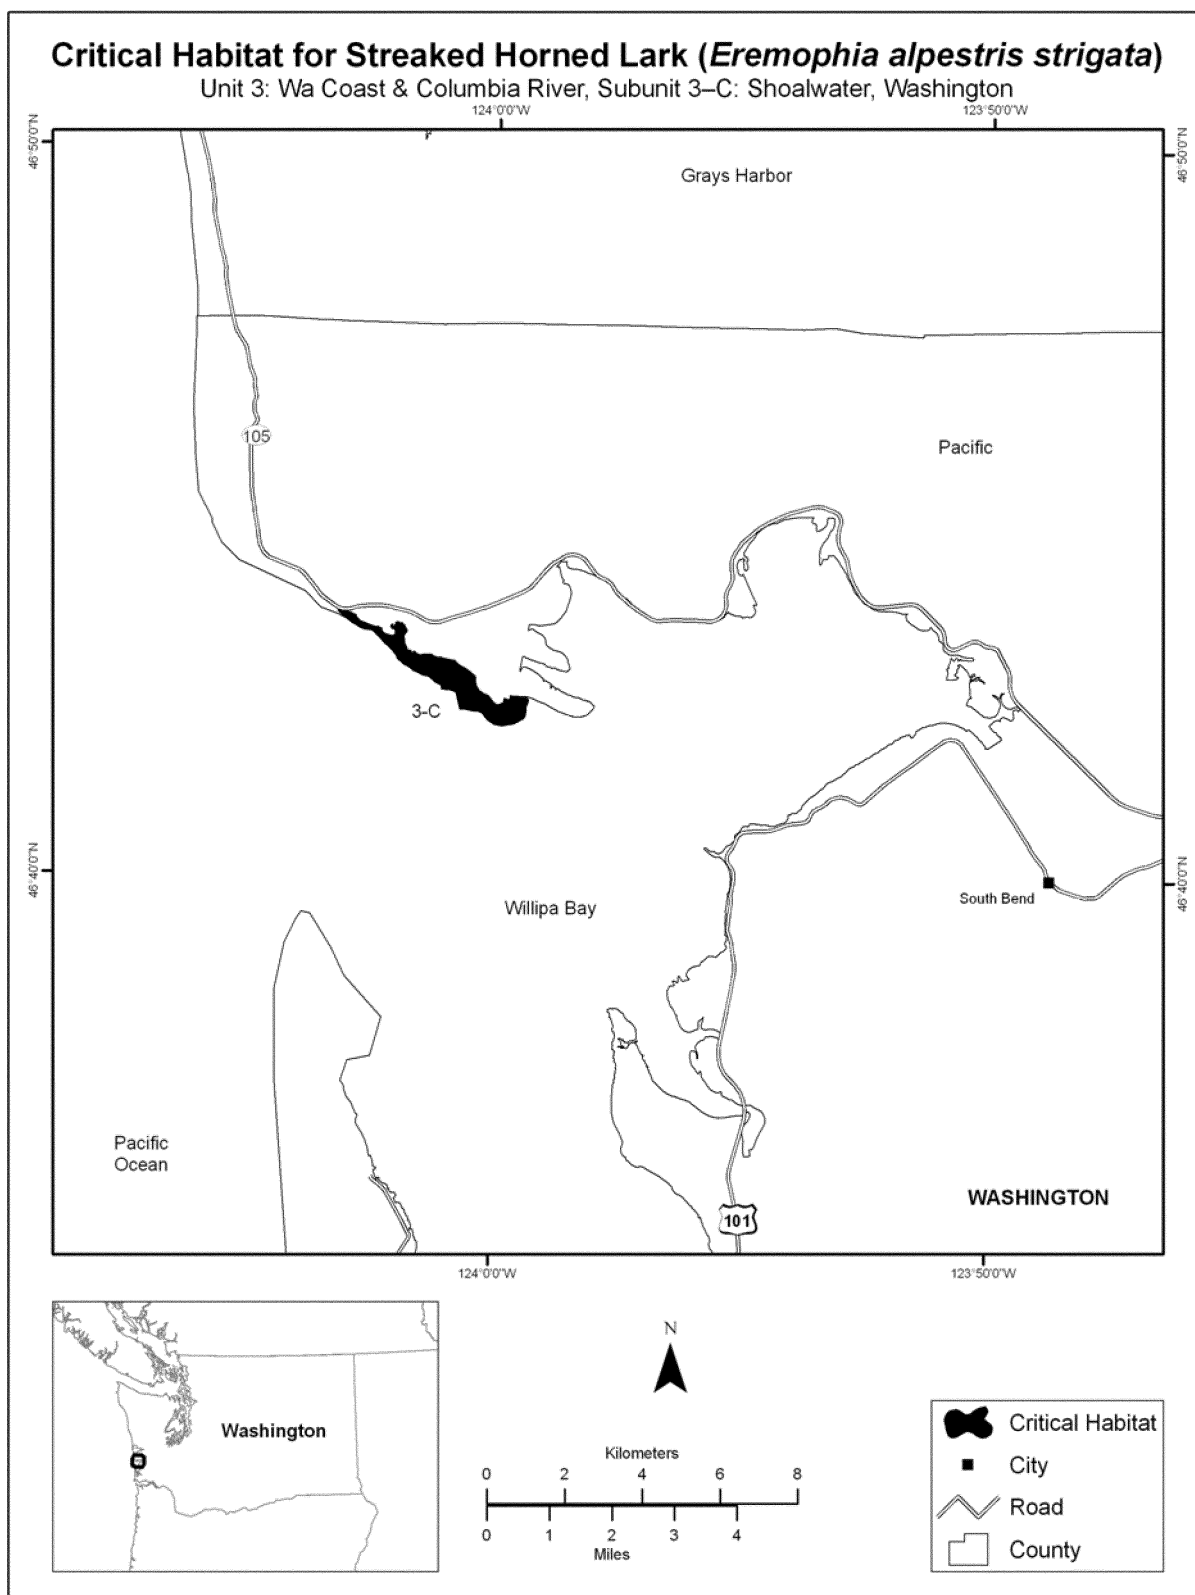 Critical Habitat for Streaked Horned Lark (Eremophia alpestris strigata)
Unit 3: Wa Coast & Columbia River, Subunit 3–C: Shoalwater, Washington
124°0'0"W
123°50'0"W
46°50'0"N
46°50'0"N
Grays Harbor
105
Pacific
3-C
46°40'0"N
46°40'0"N
South Bend
Willipa Bay
Pacific
Ocean
WASHINGTON
101
124°0'0"W
123°50'0"W
Washington
N
Kilometers
0 2 4 6 8
0 1 2 3 4
Miles
Critical Habitat
City
Road
County